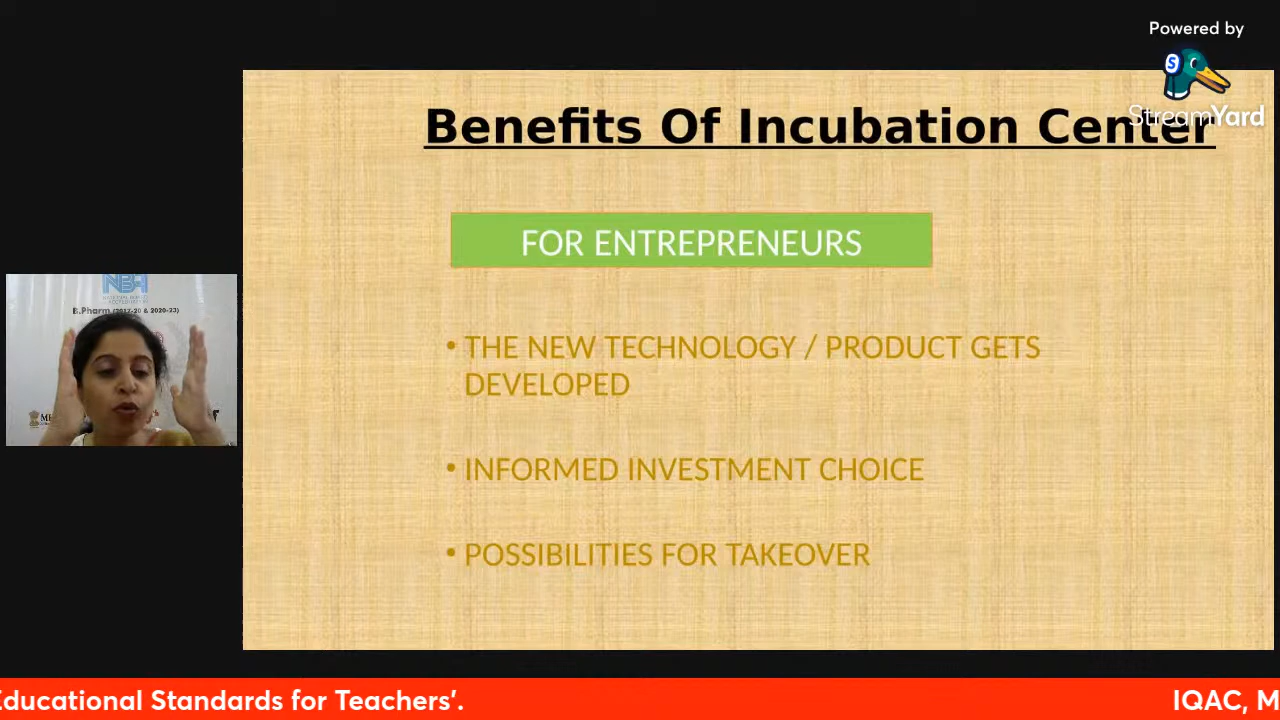 Powered by
StreamYard
Benefits Of Incubation Center
FOR ENTREPRENEURS
• THE NEW TECHNOLOGY / PRODUCT GETS
DEVELOPED
• INFORMED INVESTMENT CHOICE
• POSSIBILITIES FOR TAKEOVER
NBA
B.Pharm (2017-20 & 2020-23)
Educational Standards for Teachers'.
IQAC, M